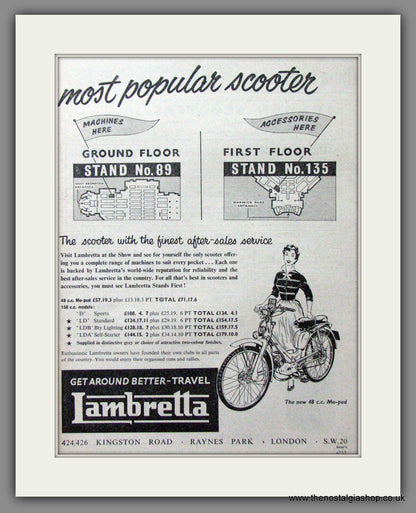 most popular scooter
MACHINES HERE
ACCESSORIES HERE
GROUND FLOOR
FIRST FLOOR
STAND No. 89
STAND No. 135
WARWICK ROAD ENTRANCE
The scooter with the finest after-sales service
Visit Lambretta at the Show and see for yourself the only scooter offer-
ing you a complete range of machines to suit every pocket . . . Each one
is backed by Lambretta's world-wide reputation for reliability and the
best after-sales service in the country. For all that's best in scooters and
accessories, you must see Lambretta Stands First !
48 c.c. Mo-ped £57.19.3 plus £13.18.3 PT TOTAL £71.17.6
150 c.c. models:
'D' Sports £108. 4. 7 plus £25.19. 6 PT TOTAL £134. 4.1
★ 'LD' Standard £124.17.11 plus £29.19. 6 PT TOTAL £154.17.5
★ 'LDB' Bty Lighting £128.18. 7 plus £30.18.10 PT TOTAL £159.17.5
★ 'LDA' Self-Starter £144.15. 2 plus £34.14.10 PT TOTAL £179.10.0
★ Supplied in distinctive grey or choice of attractive two-colour finishes.
Enthusiastic Lambretta owners have founded their own clubs in all parts
of the country. You would enjoy their organised runs and rallies.
GET AROUND BETTER-TRAVEL
Lambretta
The new 48 c.c. Mo-ped
424,426 KINGSTON ROAD · RAYNES PARK · LONDON · S.W.20
www.thenostalgiashop.co.uk